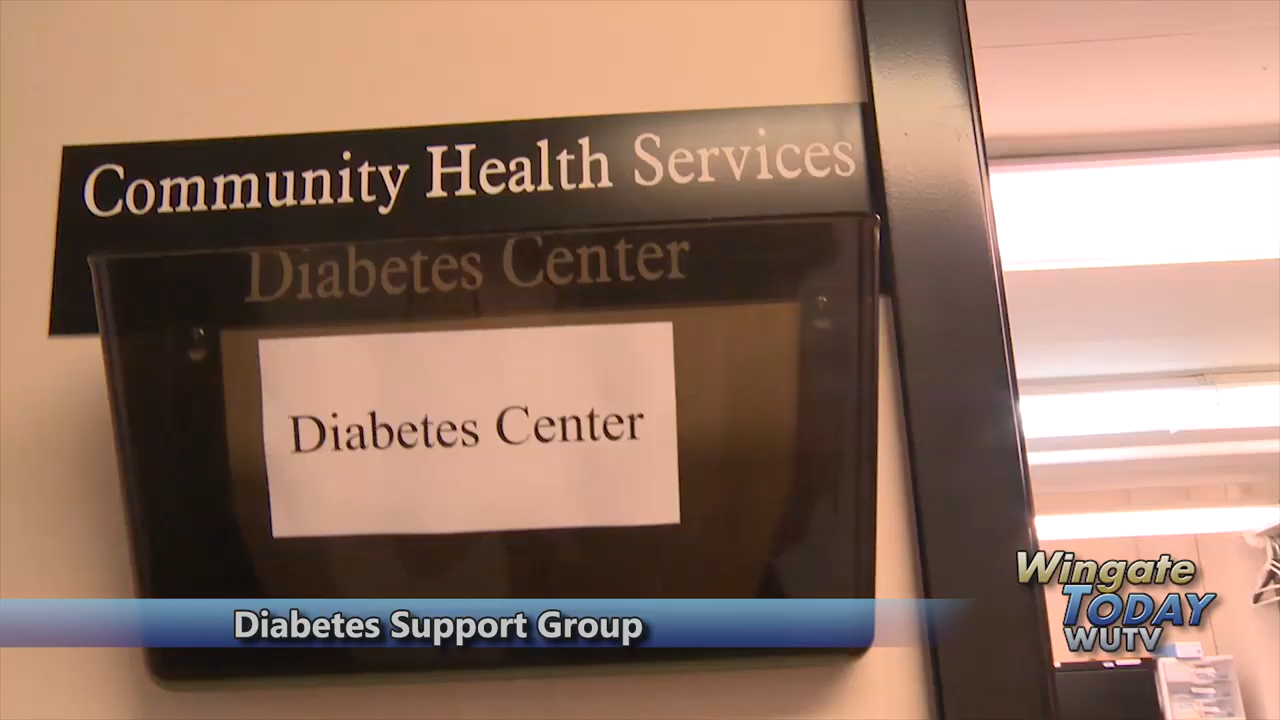 Community Health Services
Diabetes Center
Diabetes Center
Diabetes Support Group
Wingate
TODAY
WUTV